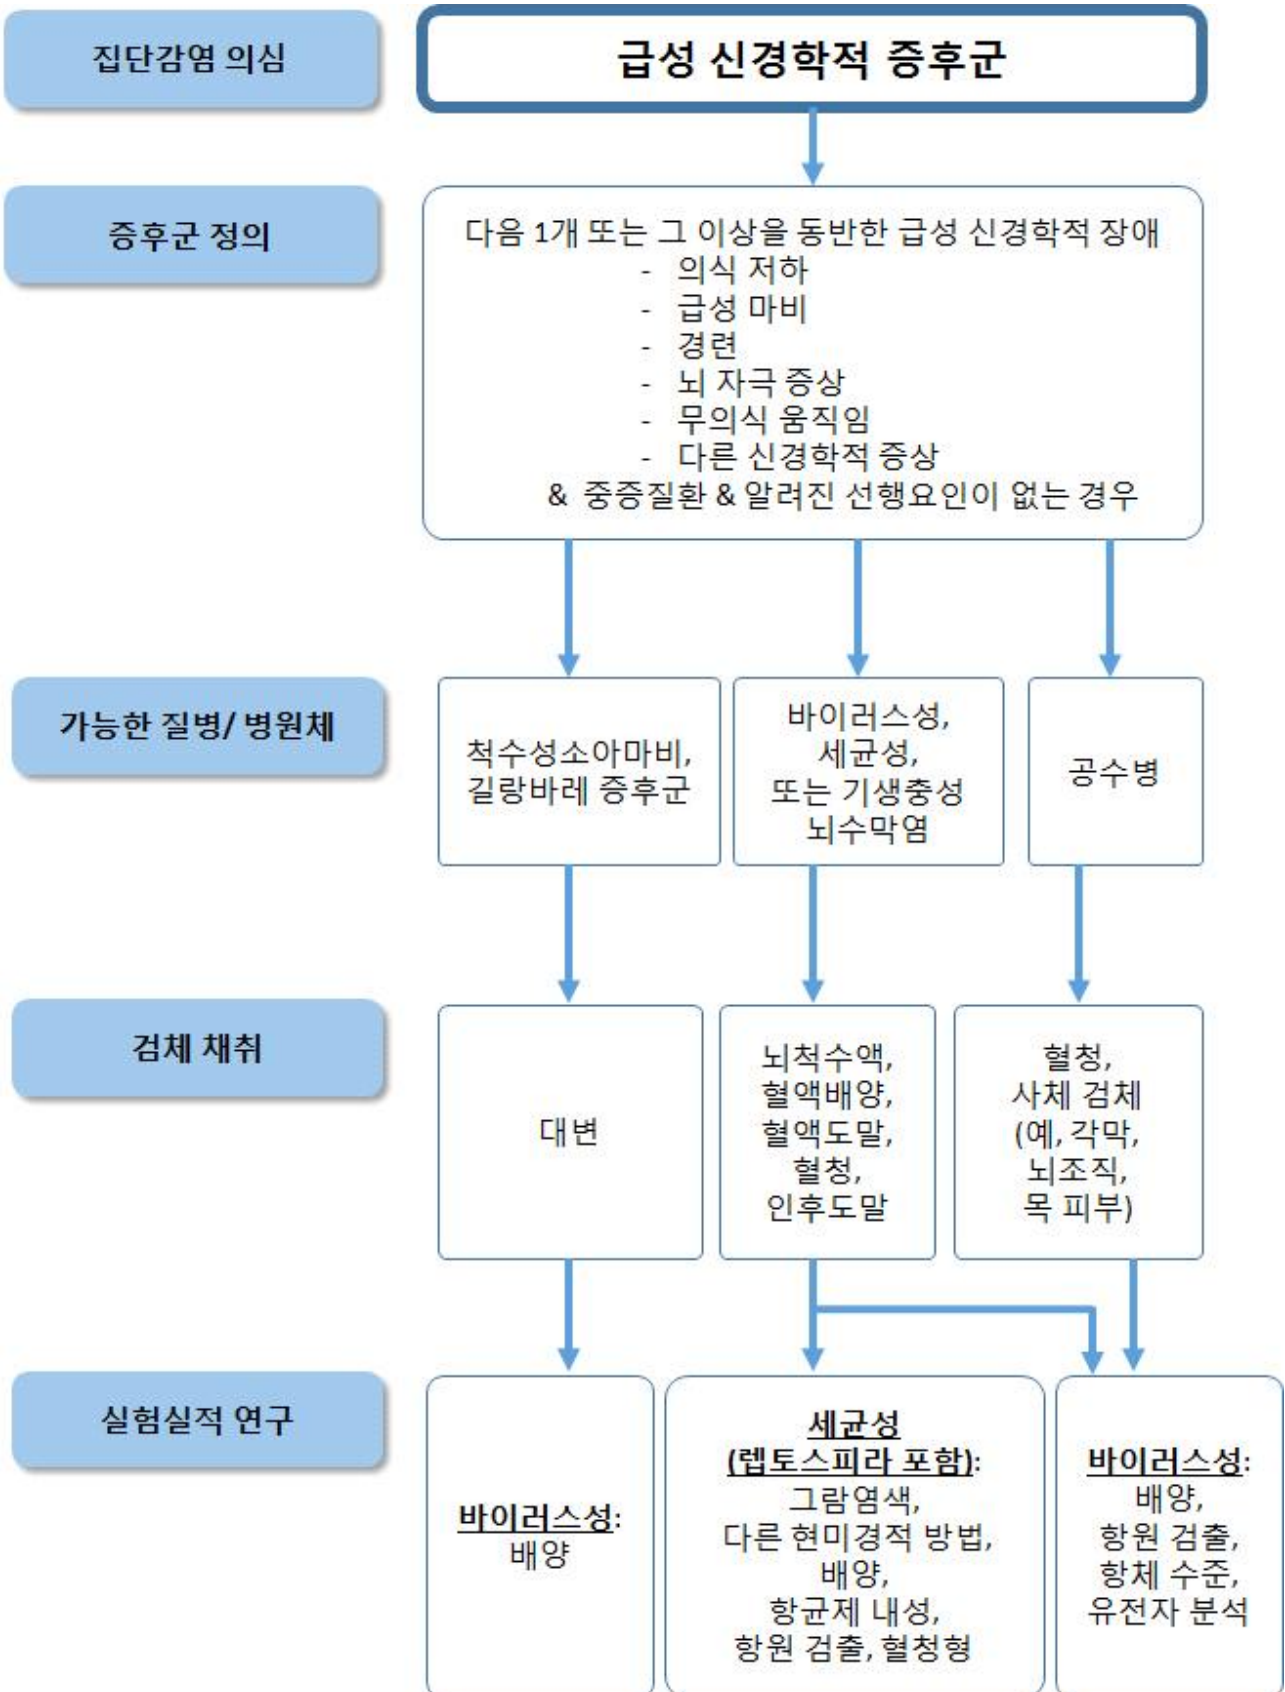 집단감염 의심
급성 신경학적 증후군
증후군 정의
다음 1개 또는 그 이상을 동반한 급성 신경학적 장애
- 의식 저하
- 급성 마비
- 경련
- 뇌 자극 증상
- 무의식 움직임
- 다른 신경학적 증상
& 중증질환 & 알려진 선행요인이 없는 경우
가능한 질병/ 병원체
척수성소아마비,
길랑바레 증후군
바이러스성,
세균성,
또는 기생충성
뇌수막염
공수병
검체 채취
대변
뇌척수액,
혈액배양,
혈액도말,
혈청,
인후도말
혈청,
사체 검체
(예, 각막,
뇌조직,
목 피부)
실험실적 연구
바이러스성:
배양
세균성
(렙토스피라 포함):
그람염색,
다른 현미경적 방법,
배양,
항균제 내성,
항원 검출, 혈청형
바이러스성:
배양,
항원 검출,
항체 수준,
유전자 분석